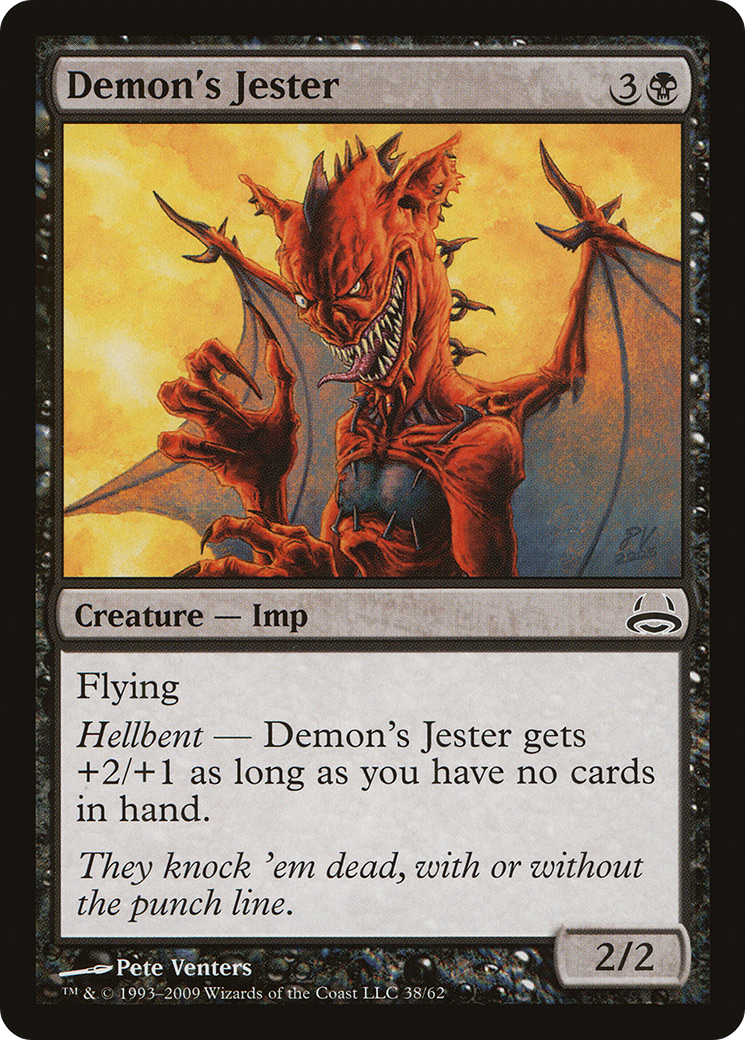 Demon's Jester 3
PV
2005
Creature — Imp
Flying
Hellbent — Demon's Jester gets
+2/+1 as long as you have no cards
in hand.
They knock 'em dead, with or without
the punch line.
2/2
Pete Venters
™ & © 1993–2009 Wizards of the Coast LLC 38/62